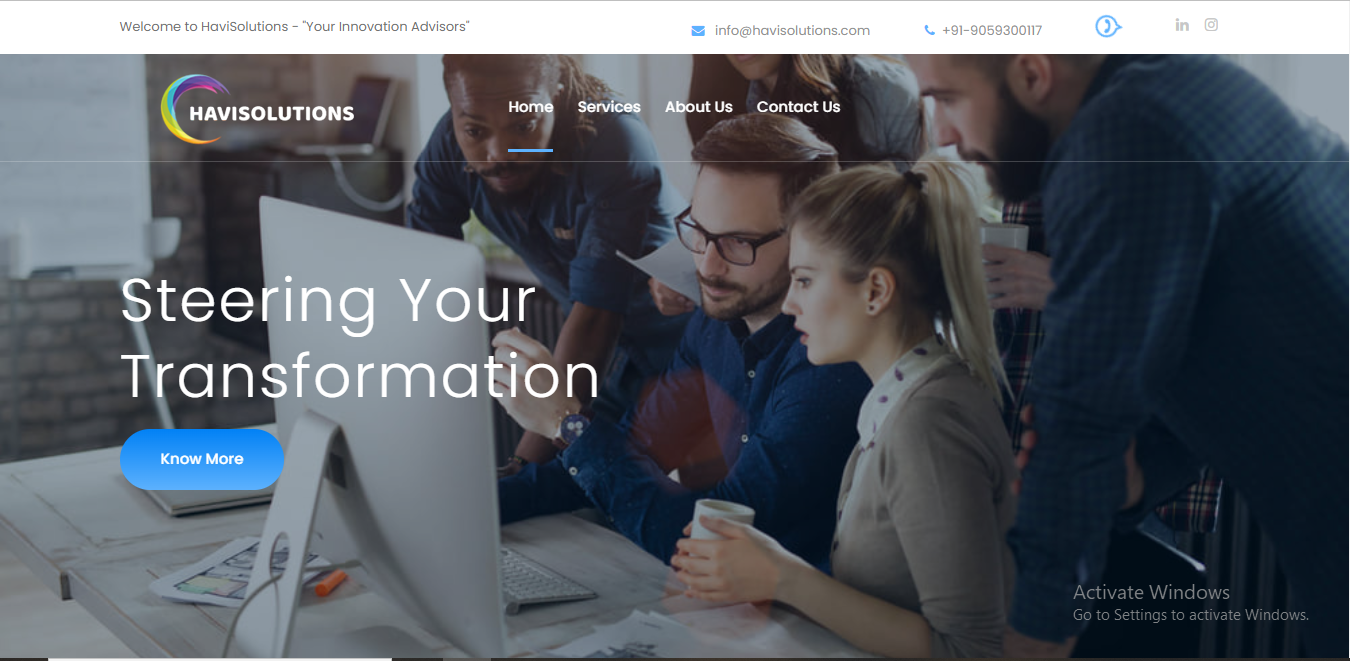 Welcome to HaviSolutions - "Your Innovation Advisors"
info@havisolutions.com
+91-9059300117
HAVISOLUTIONS
Home Services About Us Contact Us
Steering Your
Transformation
Know More
Activate Windows
Go to Settings to activate Windows.